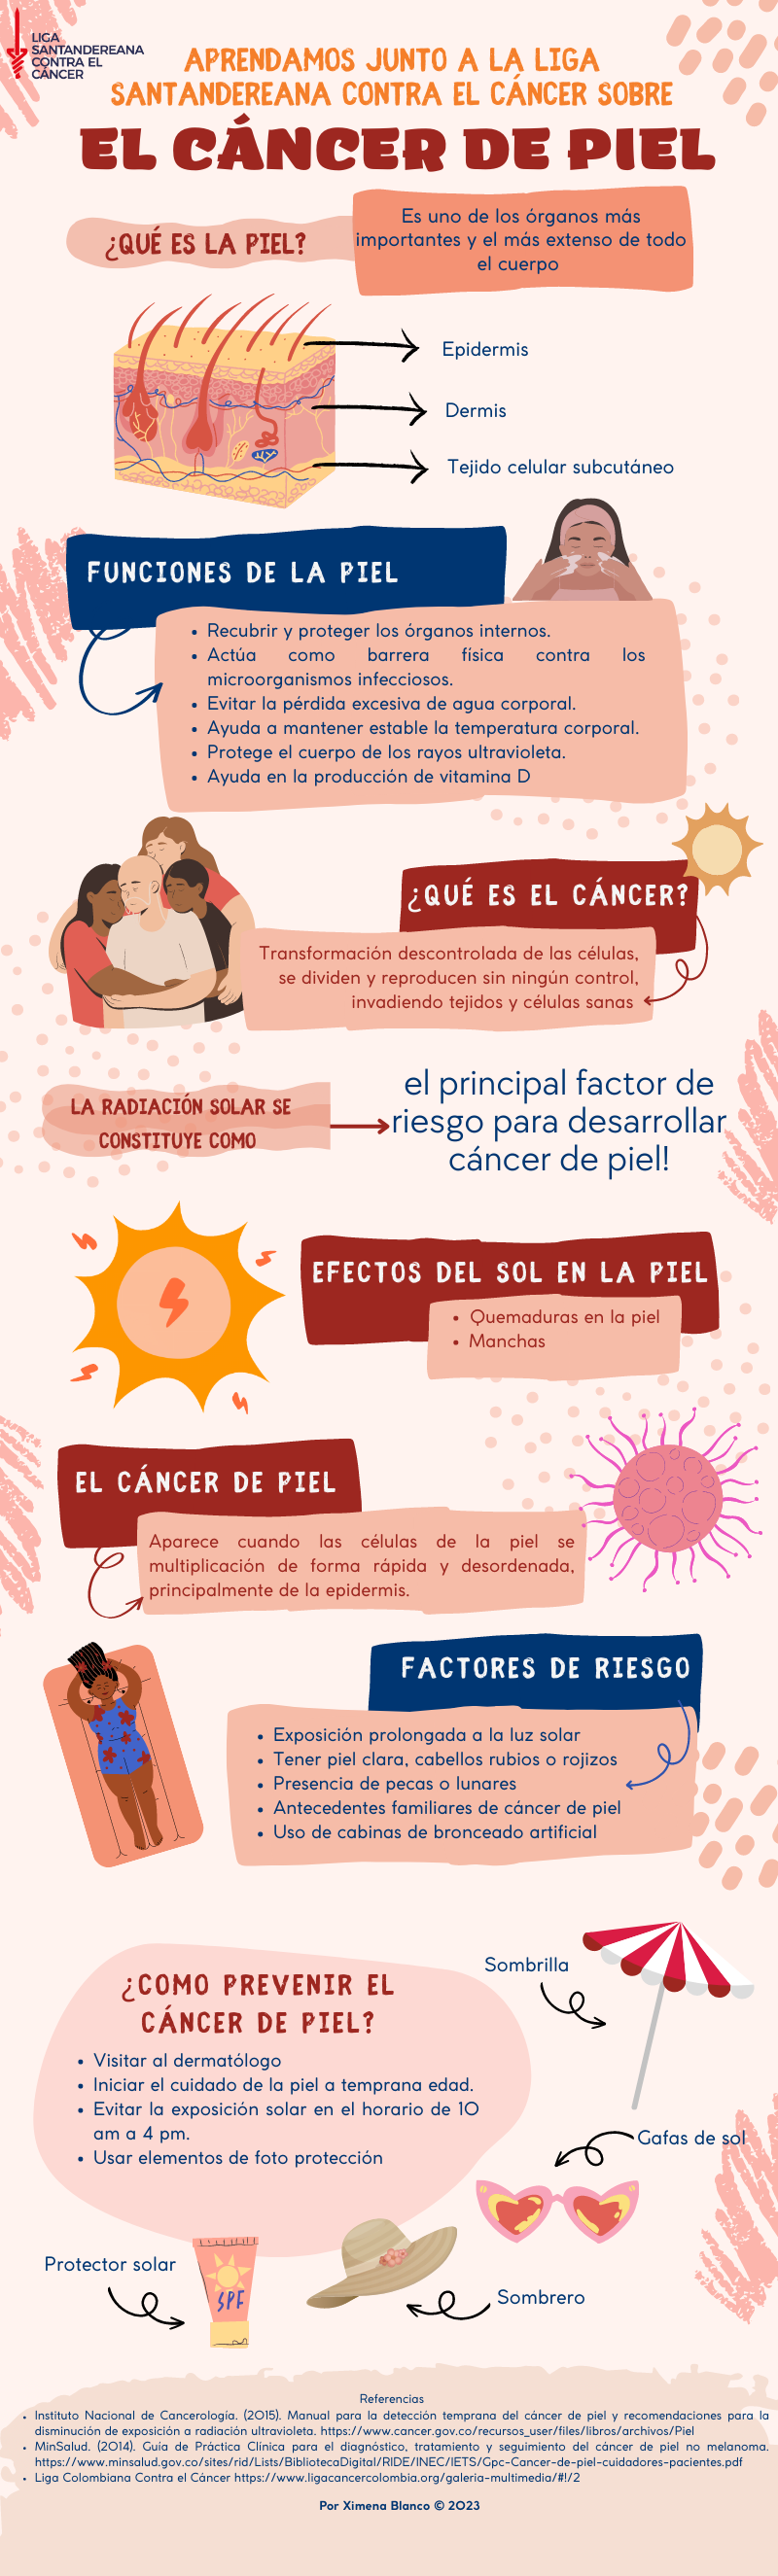 LIGA
SANTANDEREANA
CONTRA EL
CÁNCER
APRENDAMOS JUNTO A LA LIGA
SANTANDEREANA CONTRA EL CÁNCER SOBRE
EL CÁNCER DE PIEL
¿QUÉ ES LA PIEL?
Es uno de los órganos más
importantes y el más extenso de todo
el cuerpo
Epidermis
Dermis
Tejido celular subcutáneo
FUNCIONES DE LA PIEL
• Recubrir y proteger los órganos internos.
• Actúa como barrera física contra los
microorganismos infecciosos.
• Evitar la pérdida excesiva de agua corporal.
• Ayuda a mantener estable la temperatura corporal.
• Protege el cuerpo de los rayos ultravioleta.
• Ayuda en la producción de vitamina D
¿QUÉ ES EL CÁNCER?
Transformación descontrolada de las células,
se dividen y reproducen sin ningún control,
invadiendo tejidos y células sanas
LA RADIACIÓN SOLAR SE
CONSTITUYE COMO
el principal factor de
riesgo para desarrollar
cáncer de piel!
EFECTOS DEL SOL EN LA PIEL
• Quemaduras en la piel
• Manchas
EL CÁNCER DE PIEL
Aparece cuando las células de la piel se
multiplicación de forma rápida y desordenada,
principalmente de la epidermis.
FACTORES DE RIESGO
• Exposición prolongada a la luz solar
• Tener piel clara, cabellos rubios o rojizos
• Presencia de pecas o lunares
• Antecedentes familiares de cáncer de piel
• Uso de cabinas de bronceado artificial
¿COMO PREVENIR EL
CÁNCER DE PIEL?
• Visitar al dermatólogo
• Iniciar el cuidado de la piel a temprana edad.
• Evitar la exposición solar en el horario de 10
am a 4 pm.
• Usar elementos de foto protección
Sombrilla
Gafas de sol
Protector solar
SPF
Sombrero
Referencias
• Instituto Nacional de Cancerología. (2015). Manual para la detección temprana del cáncer de piel y recomendaciones para la
disminución de exposición a radiación ultravioleta. https://www.cancer.gov.co/recursos_user/files/libros/archivos/Piel
• MinSalud. (2014). Guía de Práctica Clínica para el diagnóstico, tratamiento y seguimiento del cáncer de piel no melanoma.
https://www.minsalud.gov.co/sites/rid/Lists/BibliotecaDigital/RIDE/INEC/IETS/Gpc-Cancer-de-piel-cuidadores-pacientes.pdf
• Liga Colombiana Contra el Cáncer https://www.ligacancercolombia.org/galeria-multimedia/#!/2
Por Ximena Blanco © 2023